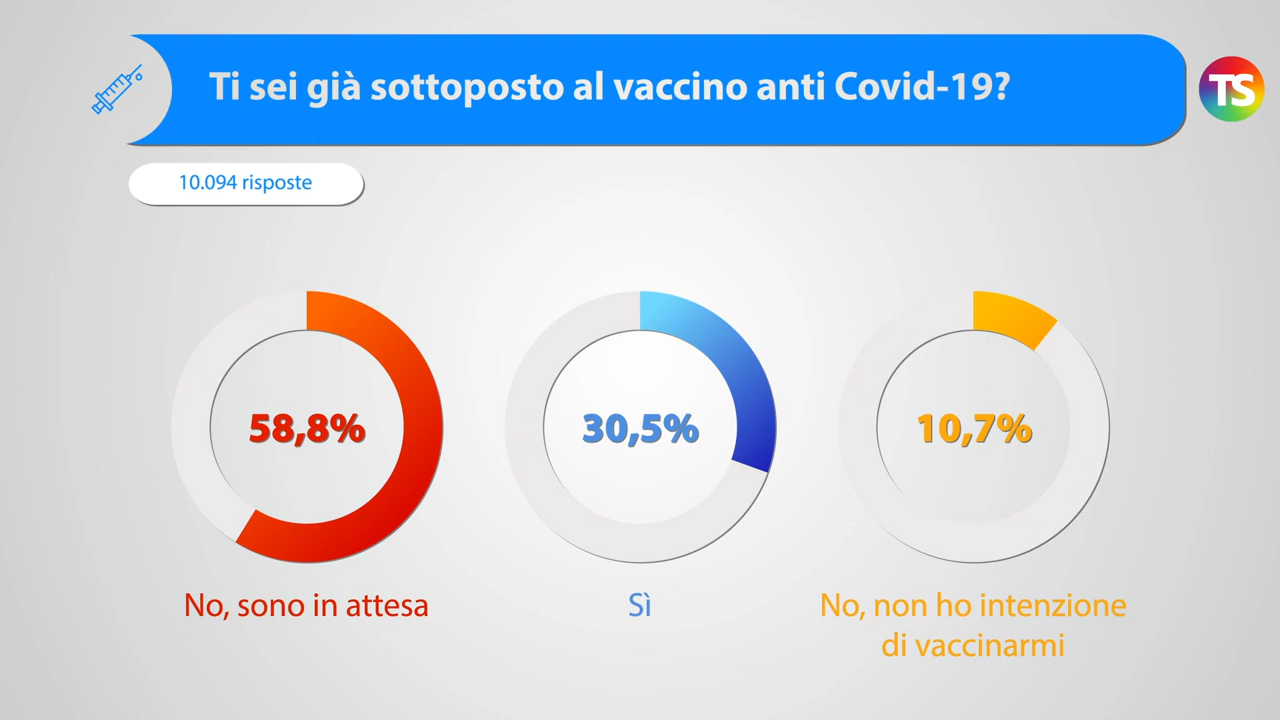 Ti sei già sottoposto al vaccino anti Covid-19?
TS
10.094 risposte
58,8%
30,5%
10,7%
No, sono in attesa
Sì
No, non ho intenzione
di vaccinarmi